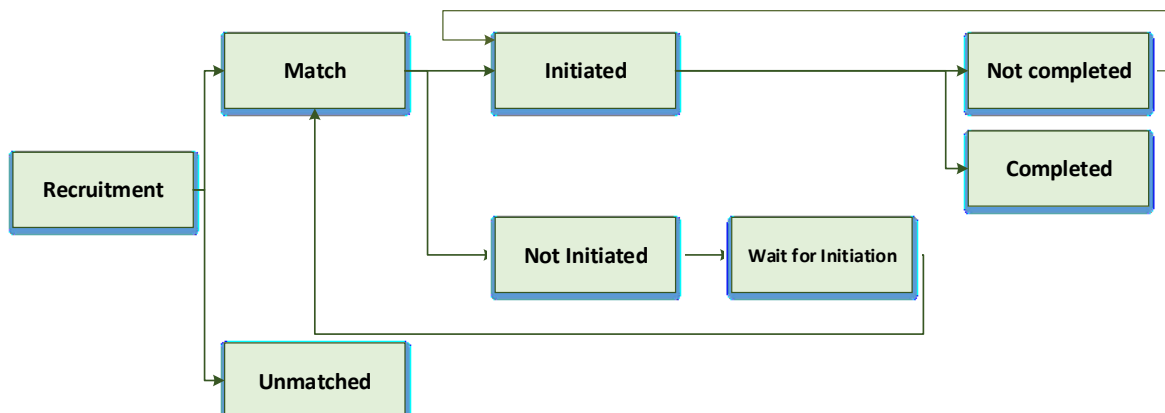 Match
Initiated
Not completed
Recruitment
Completed
Not Initiated
Wait for Initiation
Unmatched